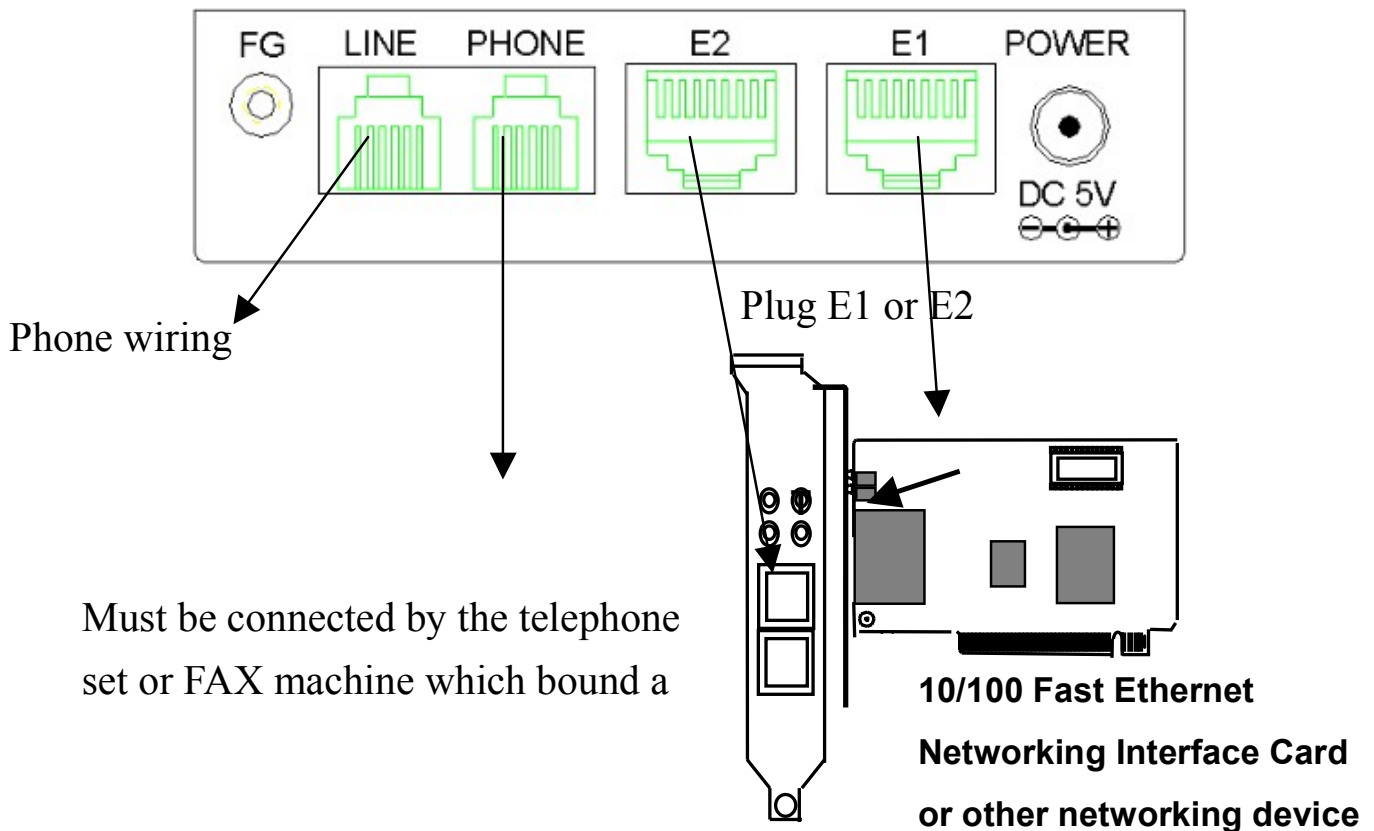 FG LINE PHONE E2 E1 POWER
DC 5V
Plug E1 or E2
Phone wiring
Must be connected by the telephone
set or FAX machine which bound a
10/100 Fast Ethernet
Networking Interface Card
or other networking device